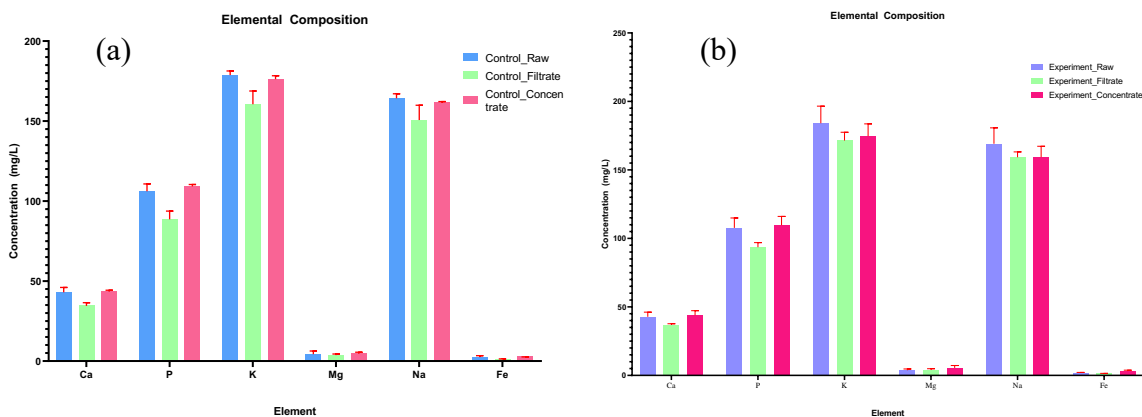 Elemental Composition
(a)
Control_Raw
Control_Filtrate
Control_Concen
trate
Concentration (mg/L)
200
150
100
50
0
Ca P K Mg Na Fe
Element
Elemental Composition
(b)
Experiment_Raw
Experiment_Filtrate
Experiment_Concentrate
Concentration (mg/L)
250
200
150
100
50
0
Ca P K Mg Na Fe
Element